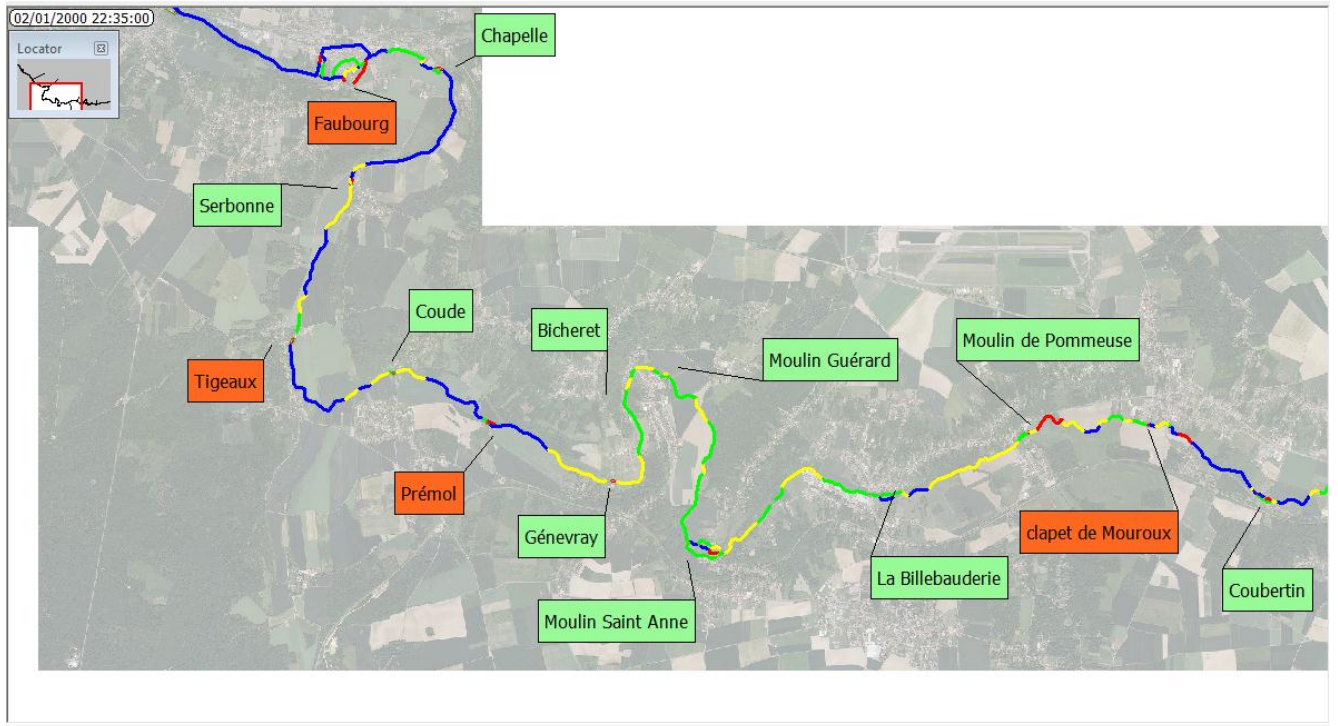 02/01/2000 22:35:00
Locator
Chapelle
Faubourg
Serbonne
Coude
Bicheret
Moulin de Pommeuse
Moulin Guérard
Tigeaux
Prémol
Génevray
clapet de Mouroux
La Billebauderie
Coubertin
Moulin Saint Anne